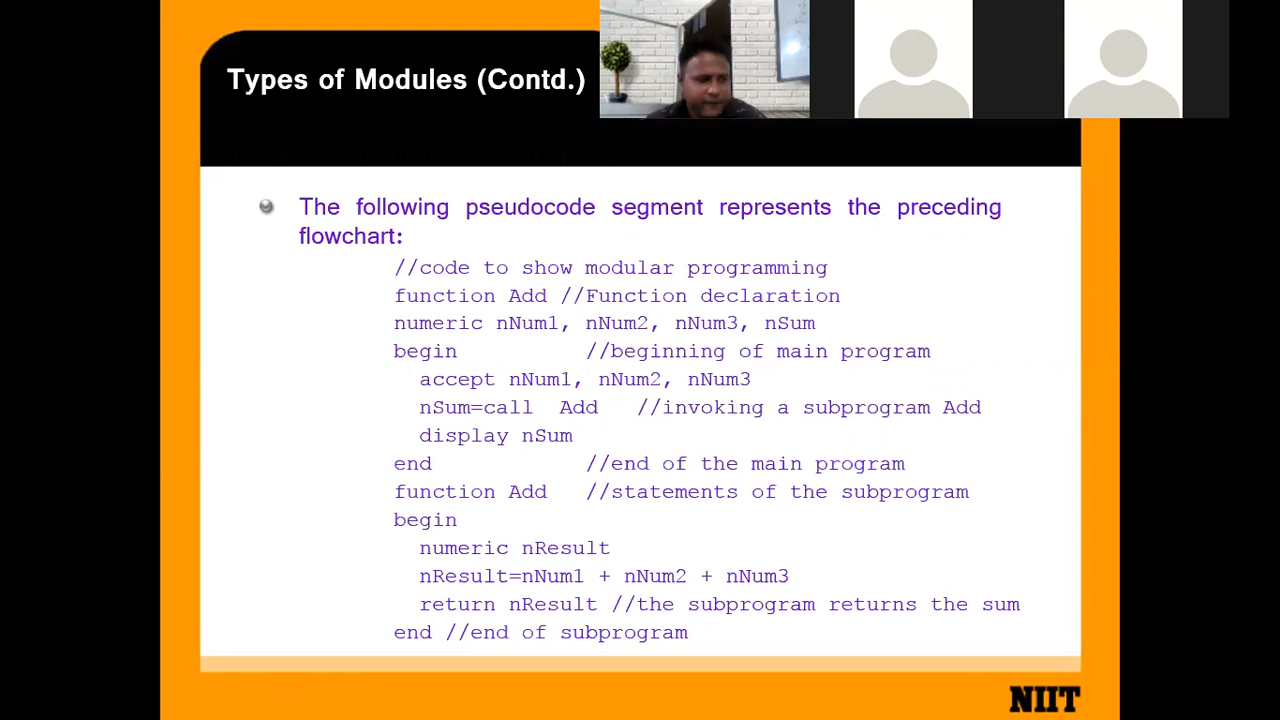 Types of Modules (Contd.)
The following pseudocode segment represents the preceding
flowchart:
//code to show modular programming
function Add //Function declaration
numeric nNum1, nNum2, nNum3, nSum
begin //beginning of main program
accept nNum1, nNum2, nNum3
nSum=call Add //invoking a subprogram Add
display nSum
end //end of the main program
function Add //statements of the subprogram
begin
numeric nResult
nResult=nNum1 + nNum2 + nNum3
return nResult //the subprogram returns the sum
end //end of subprogram
NIIT